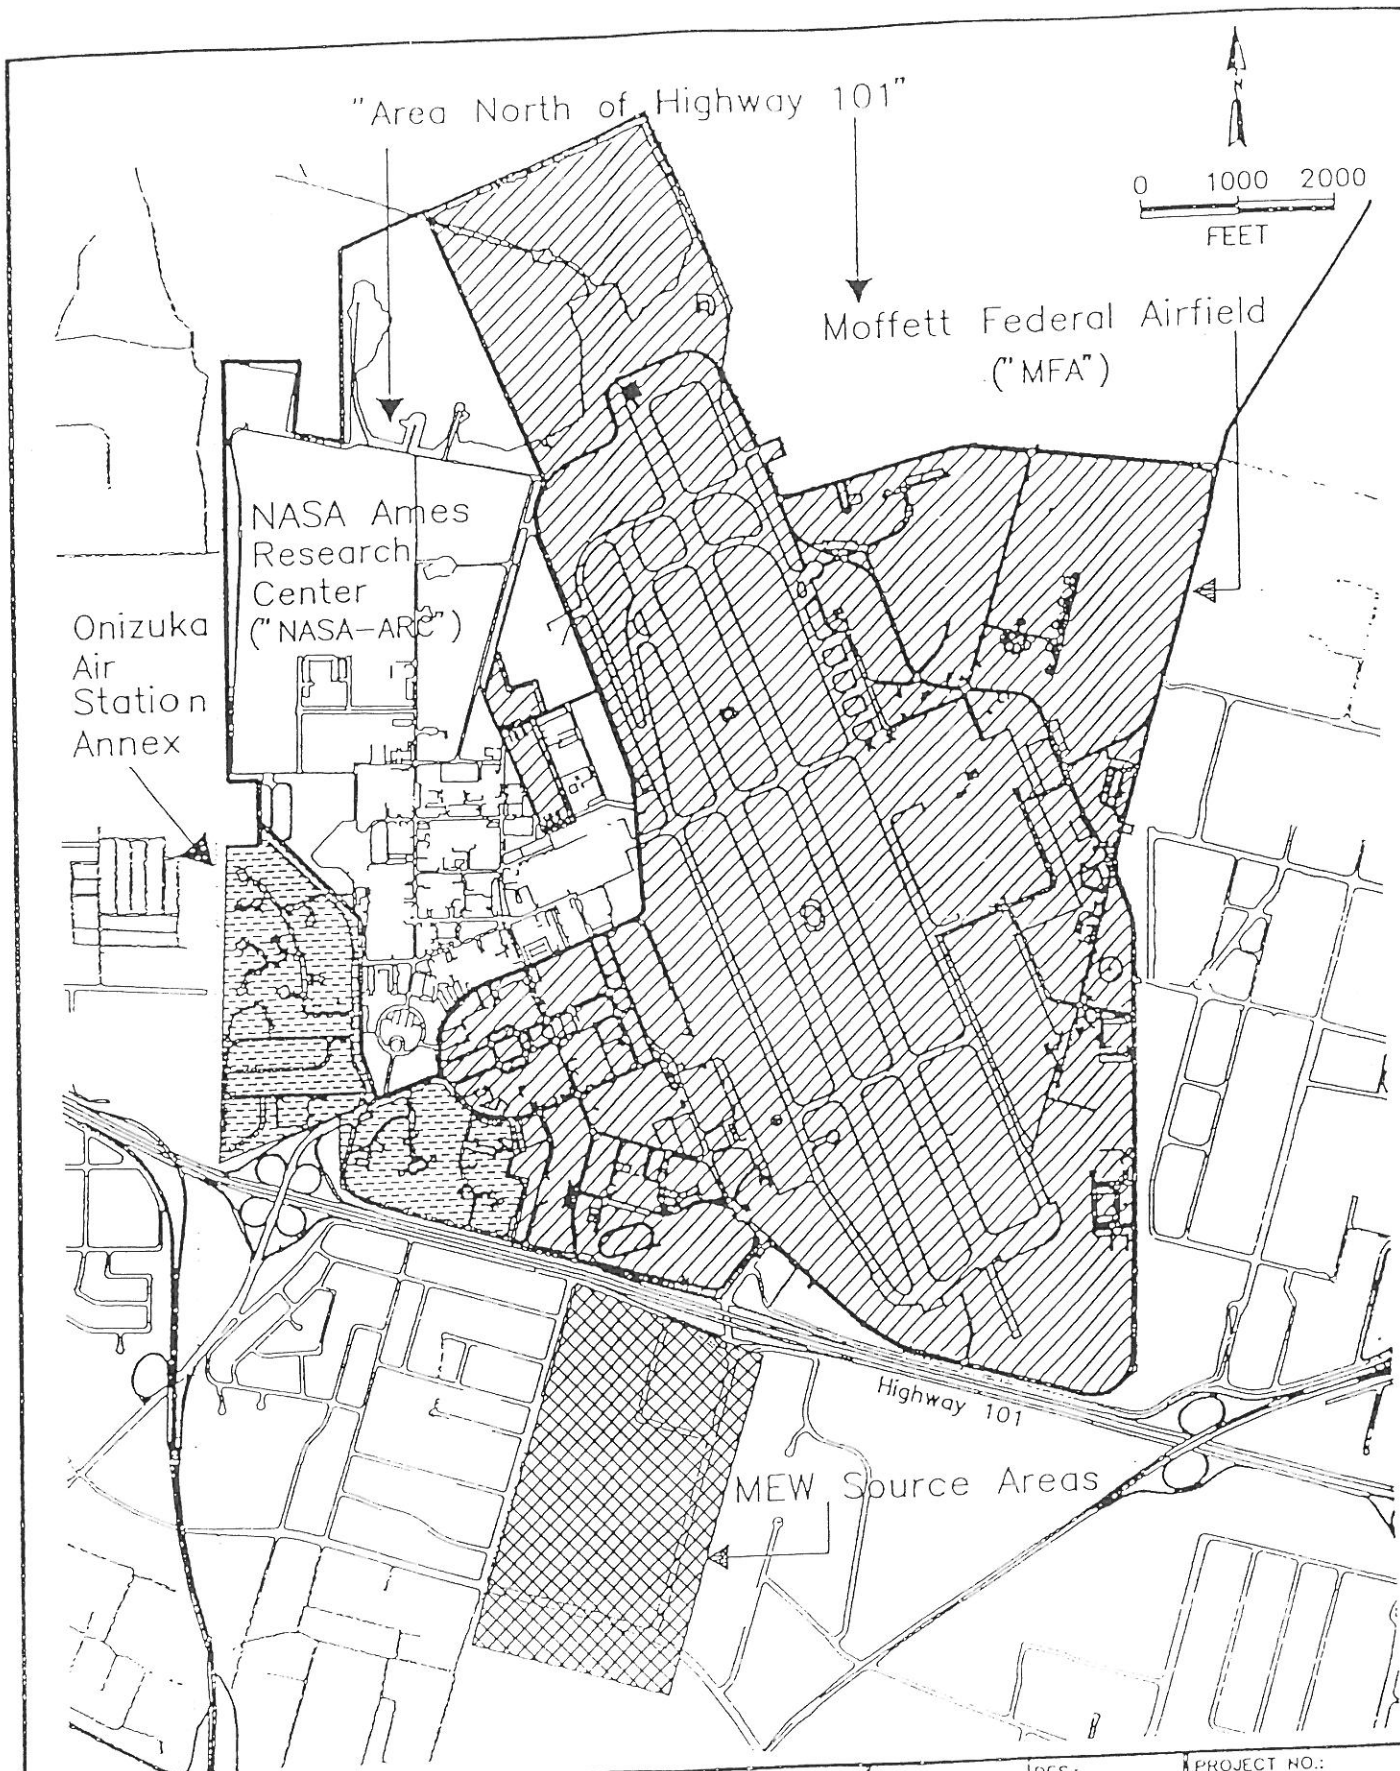 "Area North of Highway 101"
N
0 1000 2000
FEET
Moffett Federal Airfield
("MFA")
NASA Ames
Research
Center
("NASA-ARC")
Onizuka
Air
Station
Annex
Highway 101
MEW Source Areas
DES.:
PROJECT NO.: